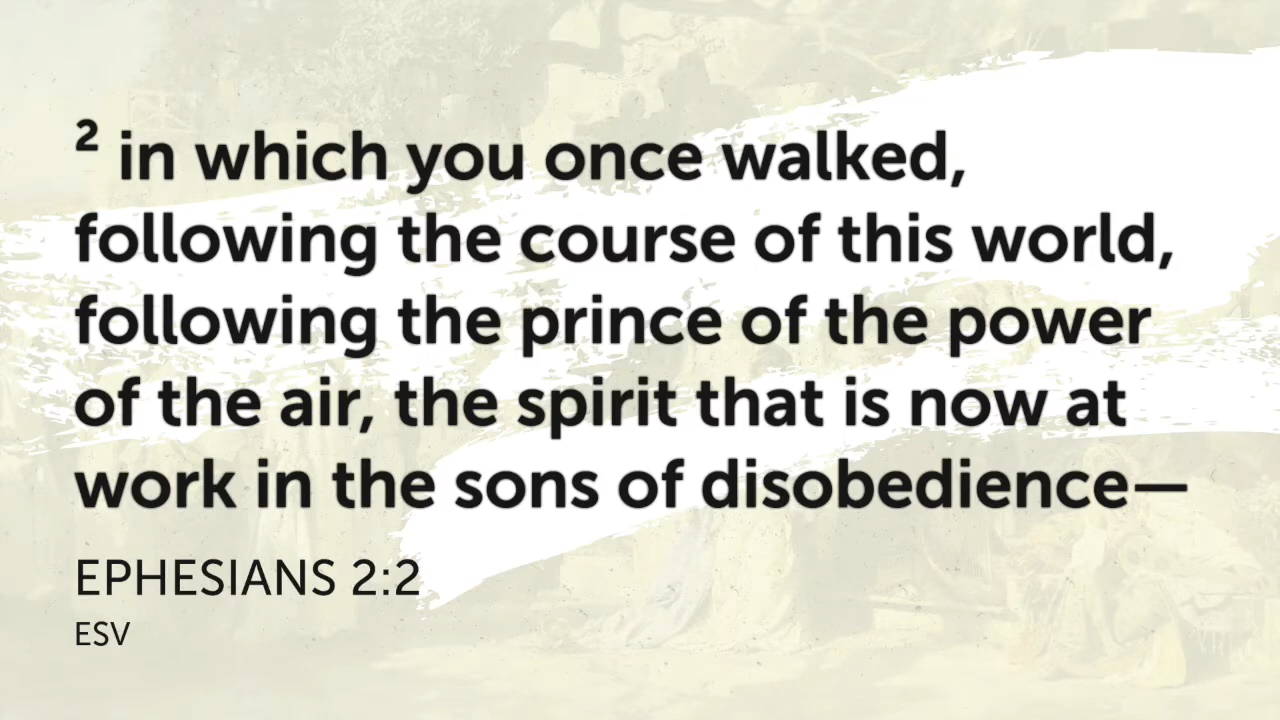 ² in which you once walked,
following the course of this world,
following the prince of the power
of the air, the spirit that is now at
work in the sons of disobedience—
EPHESIANS 2:2
ESV